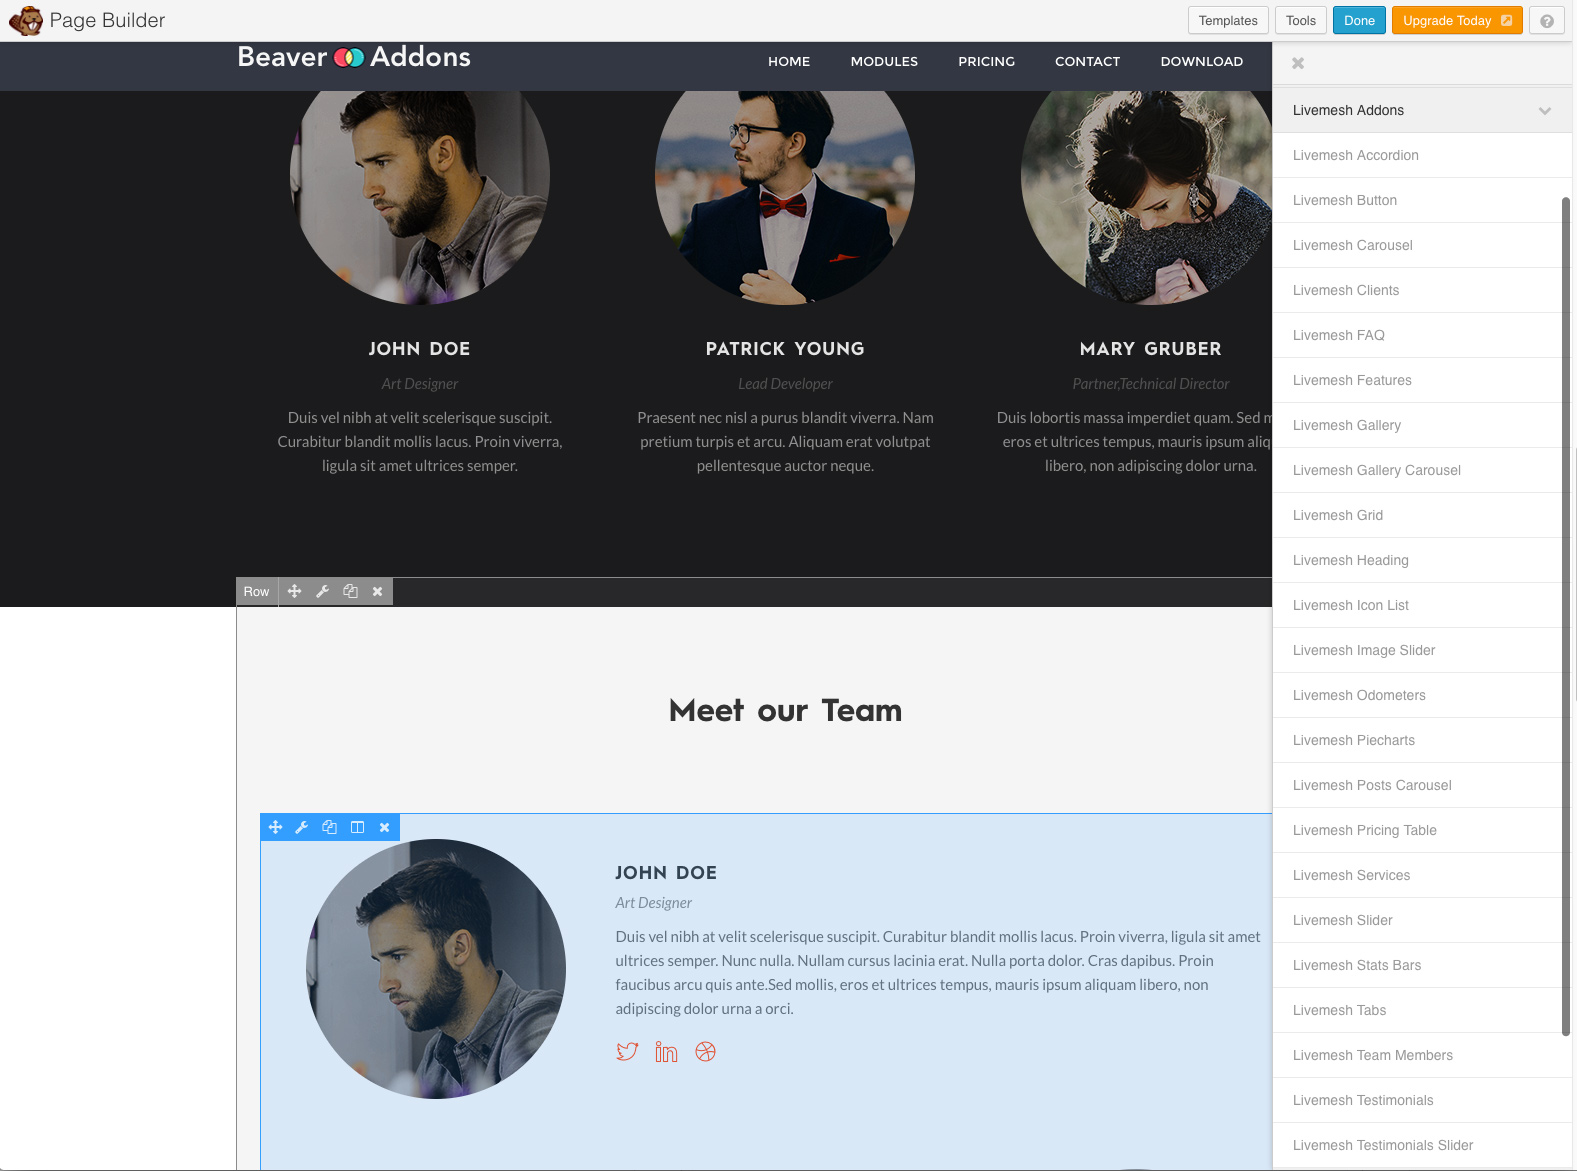 Page Builder
Templates
Tools
Done
Upgrade Today
Beaver Addons
HOME
MODULES
PRICING
CONTACT
DOWNLOAD
JOHN DOE
Art Designer
Duis vel nibh at velit scelerisque suscipit.
Curabitur blandit mollis lacus. Proin viverra,
ligula sit amet ultrices semper.
PATRICK YOUNG
Lead Developer
Praesent nec nisl a purus blandit viverra. Nam
pretium turpis et arcu. Aliquam erat volutpat
pellentesque auctor neque.
MARY GRUBER
Partner,Technical Director
Duis lobortis massa imperdiet quam. Sed m
eros et ultrices tempus, mauris ipsum aliq
libero, non adipiscing dolor urna.
Row
Meet our Team
JOHN DOE
Art Designer
Duis vel nibh at velit scelerisque suscipit. Curabitur blandit mollis lacus. Proin viverra, ligula sit amet
ultrices semper. Nunc nulla. Nullam cursus lacinia erat. Nulla porta dolor. Cras dapibus. Proin
faucibus arcu quis ante.Sed mollis, eros et ultrices tempus, mauris ipsum aliquam libero, non
adipiscing dolor urna a orci.
Livemesh Addons
Livemesh Accordion
Livemesh Button
Livemesh Carousel
Livemesh Clients
Livemesh FAQ
Livemesh Features
Livemesh Gallery
Livemesh Gallery Carousel
Livemesh Grid
Livemesh Heading
Livemesh Icon List
Livemesh Image Slider
Livemesh Odometers
Livemesh Piecharts
Livemesh Posts Carousel
Livemesh Pricing Table
Livemesh Services
Livemesh Slider
Livemesh Stats Bars
Livemesh Tabs
Livemesh Team Members
Livemesh Testimonials
Livemesh Testimonials Slider